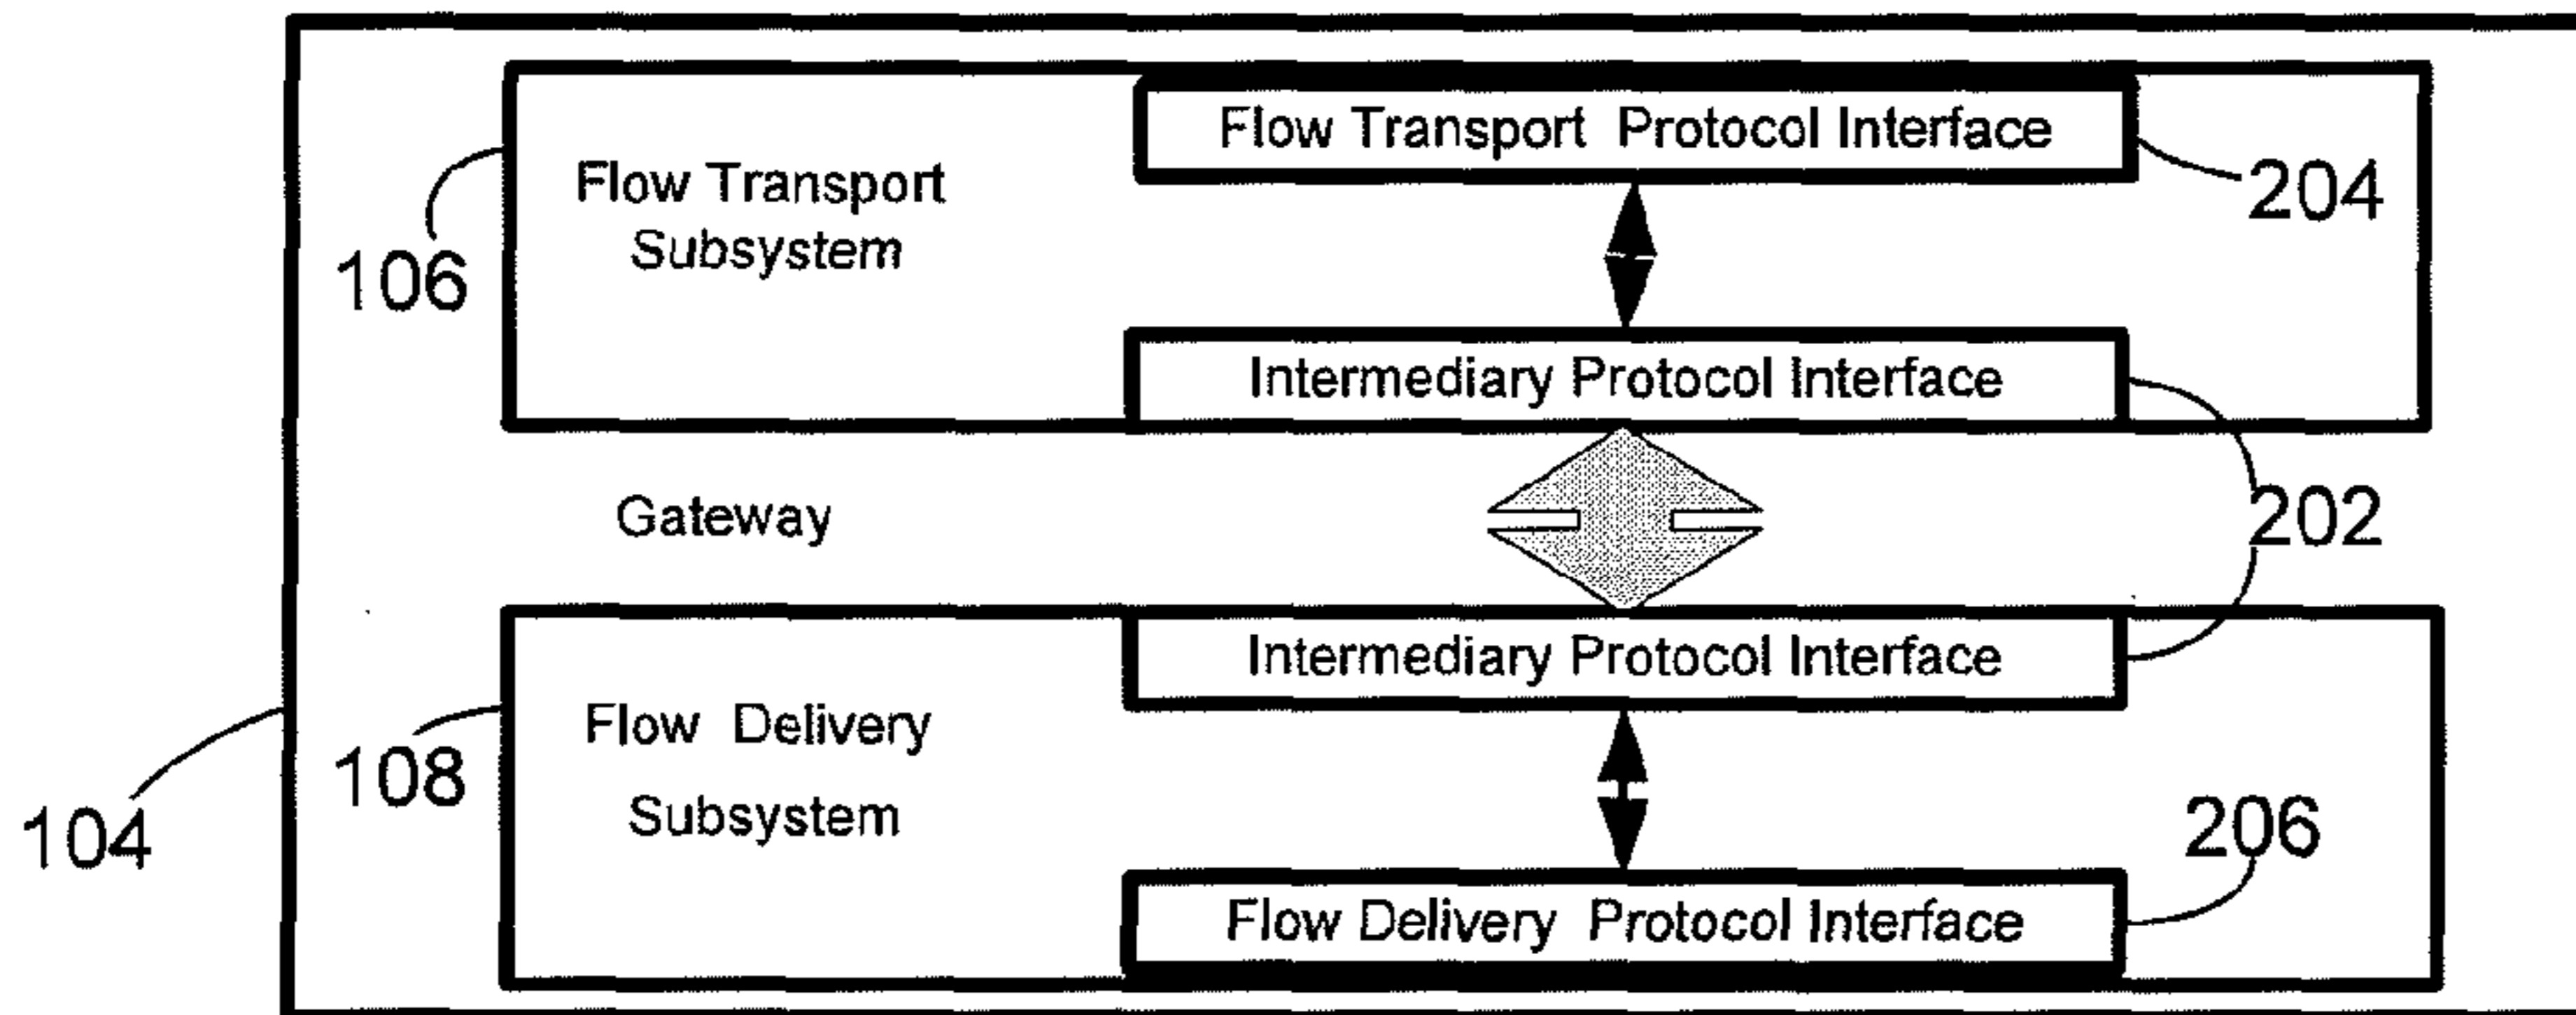 Flow Transport Protocol Interface
204
Flow Transport
Subsystem
106
Intermediary Protocol Interface
Gateway
202
Intermediary Protocol Interface
Flow Delivery
108
Subsystem
104
206
Flow Delivery Protocol Interface